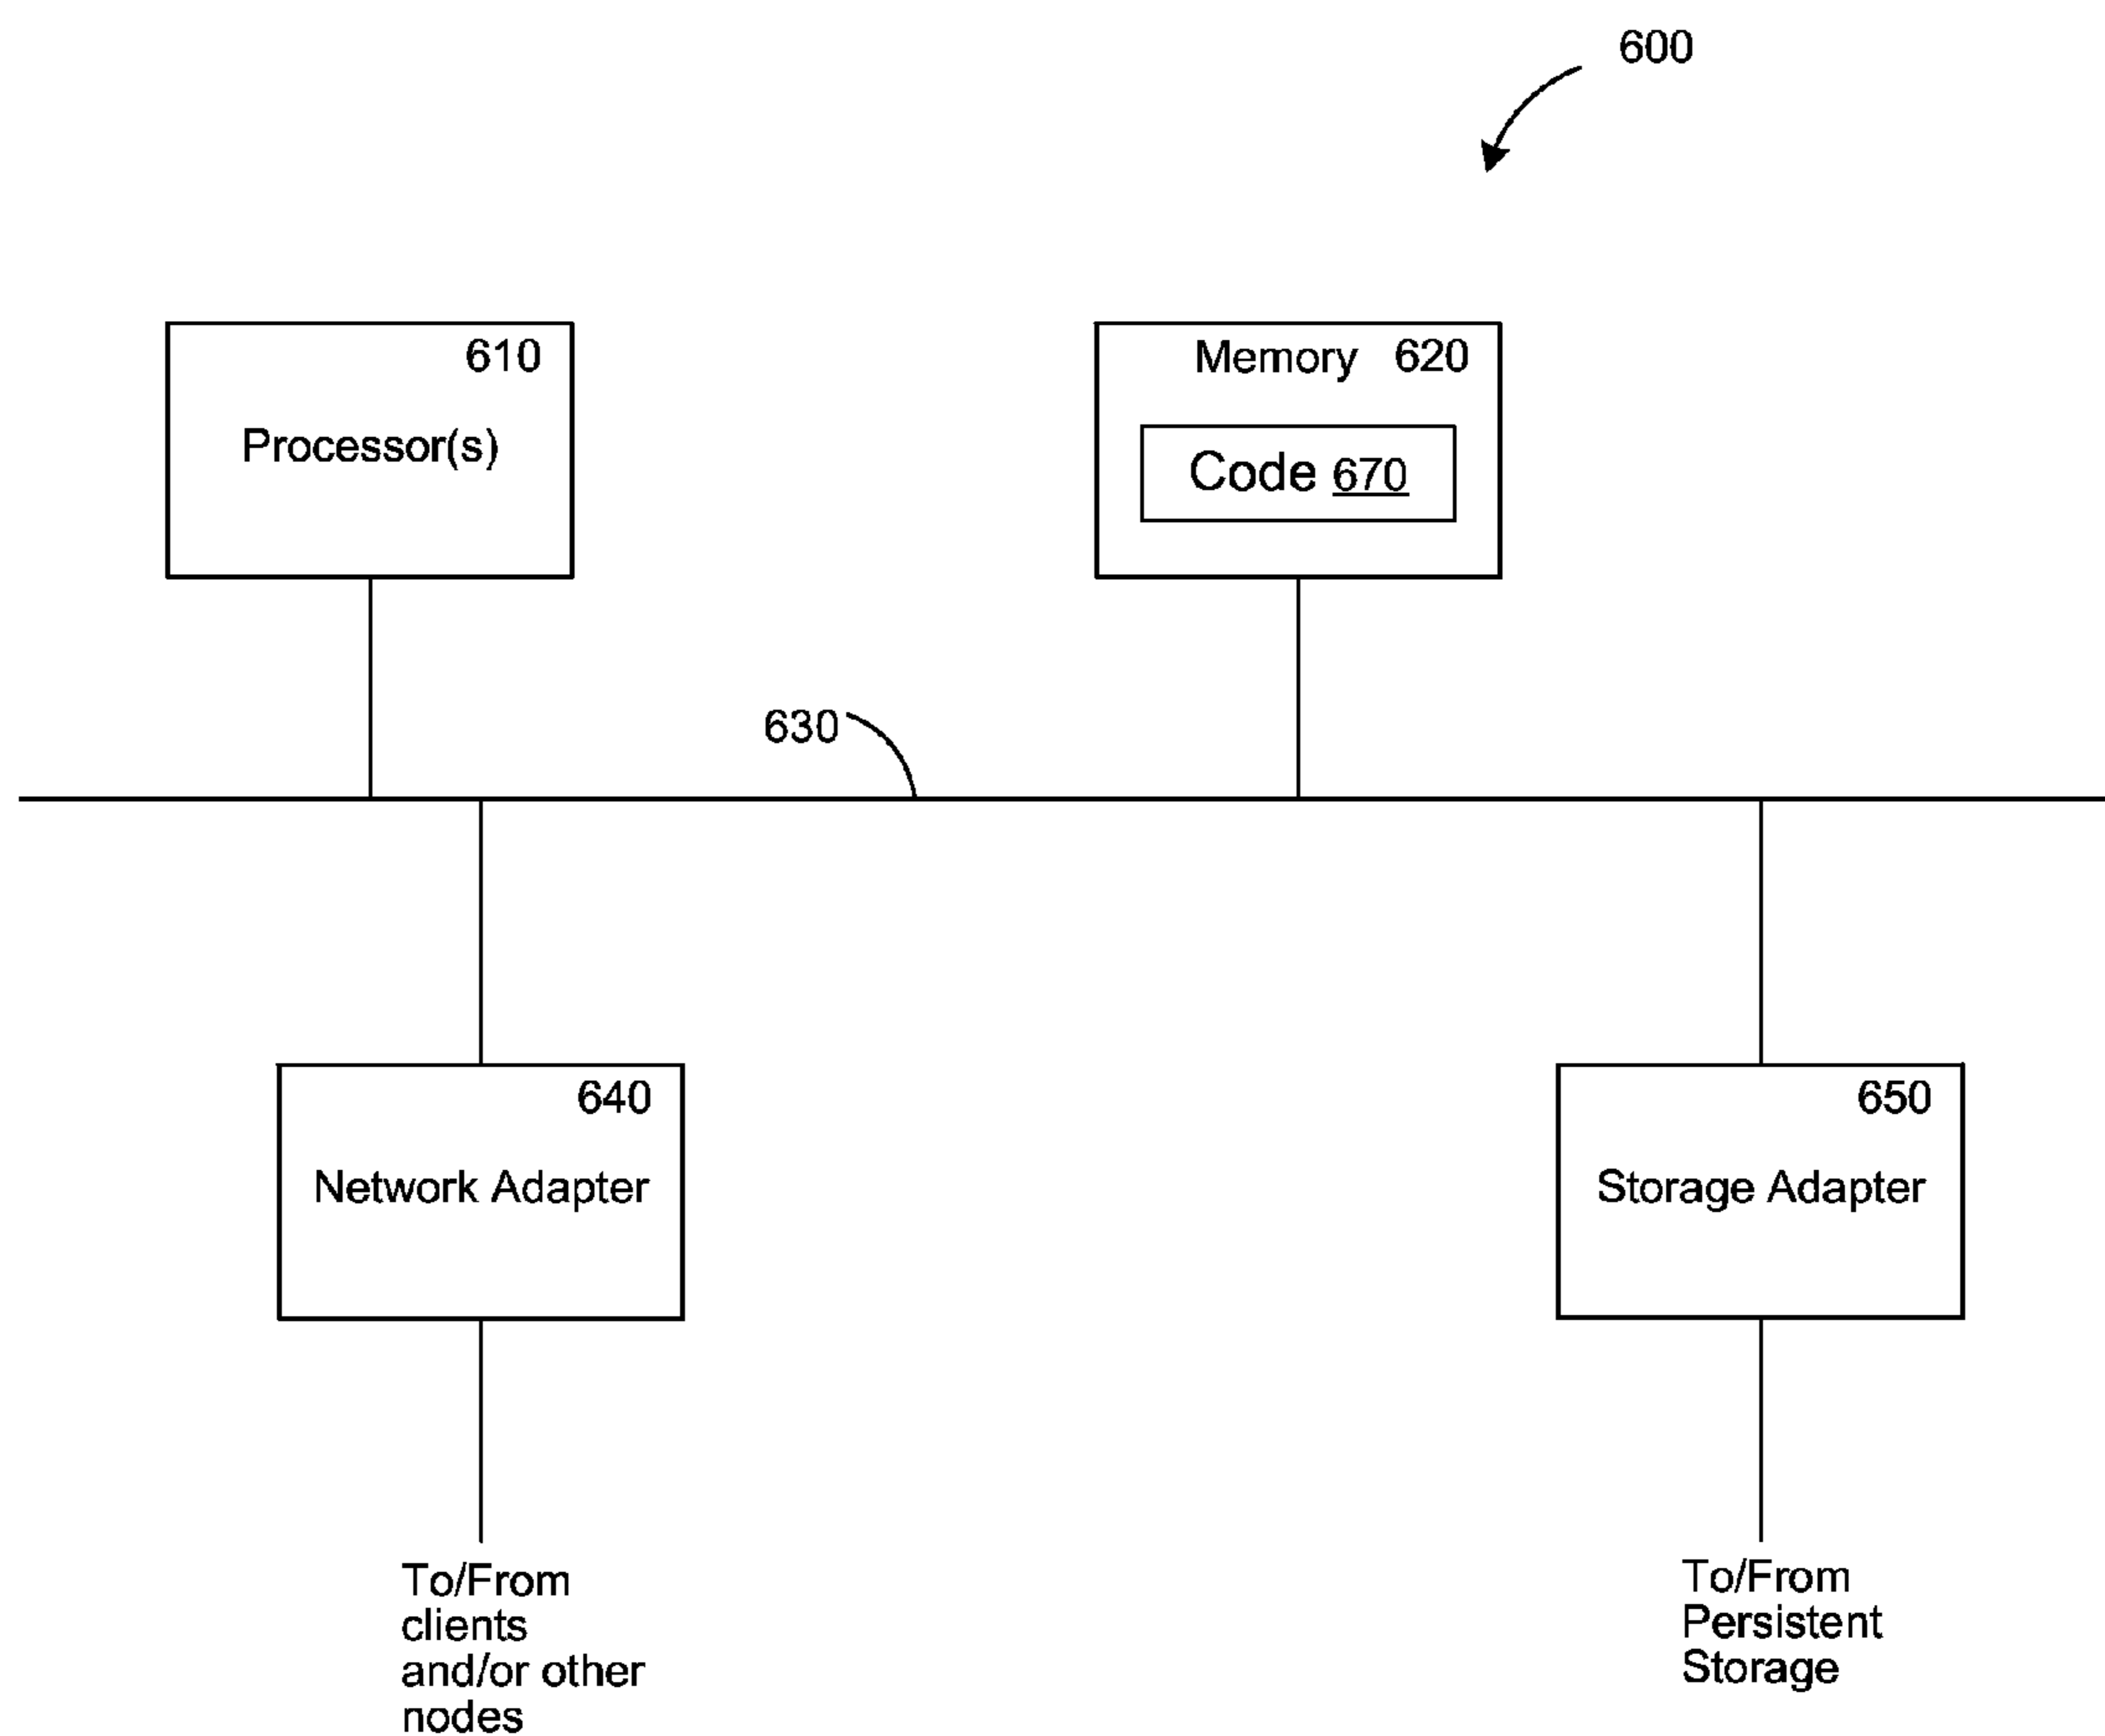 600
610
Processor(s)
Memory 620
Code 670
630
640
Network Adapter
650
Storage Adapter
To/From
clients
and/or other
nodes
To/From
Persistent
Storage